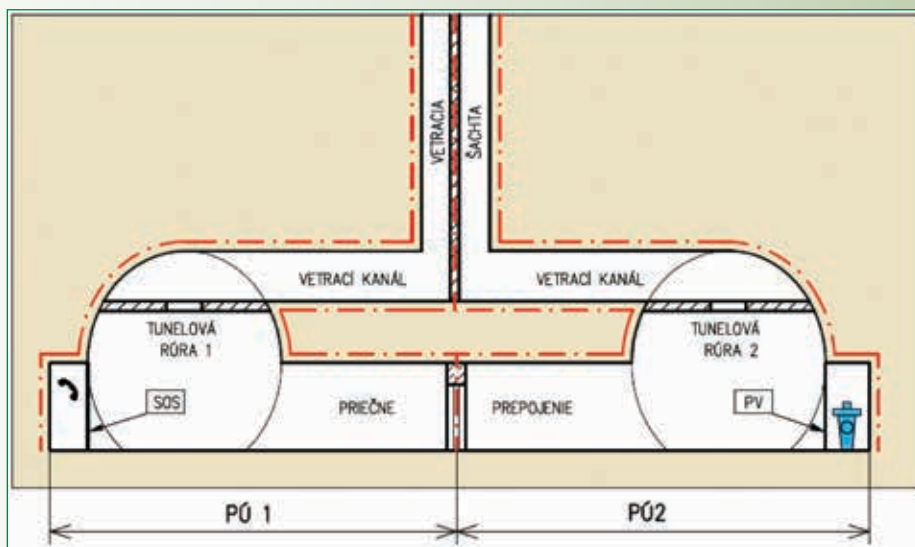 VETRACIA
ŠACHTA
VETRACÍ KANÁL
VETRACÍ KANÁL
TUNELOVÁ
RÚRA 1
TUNELOVÁ
RÚRA 2
SOS
PRIEČNE
PREPOJENIE
PV
PÚ 1
PÚ2